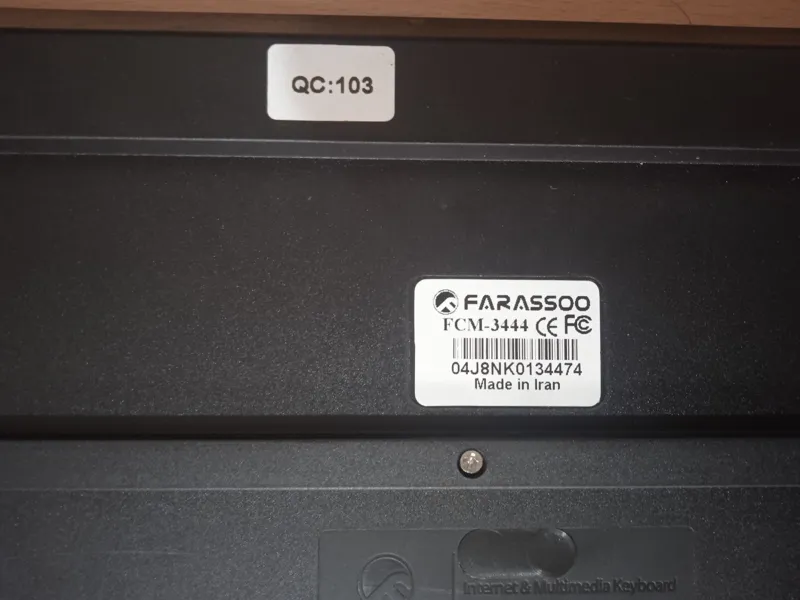 QC:103
FARASSOO
FCM-3444 CE FC
04J8NK0134474
Made in Iran
Internet & Multimedia Keyboard